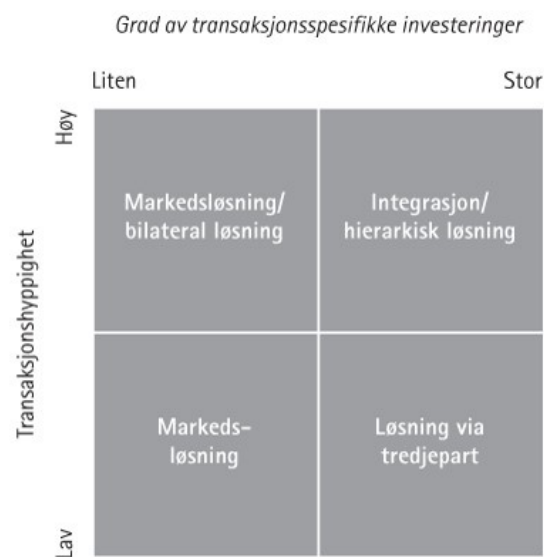 Grad av transaksjonsspesifikke investeringer
Liten
Stor
Høy
Markedsløsning/
bilateral løsning
Integrasjon/
hierarkisk løsning
Transaksjonshyppighet
Markeds-
løsning
Løsning via
tredjepart
Lav